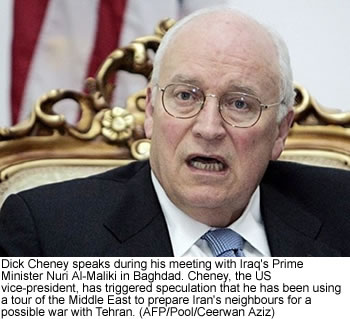 Dick Cheney speaks during his meeting with Iraq's Prime
Minister Nuri Al-Maliki in Baghdad. Cheney, the US
vice-president, has triggered speculation that he has been using
a tour of the Middle East to prepare Iran's neighbours for a
possible war with Tehran. (AFP/Pool/Ceerwan Aziz)